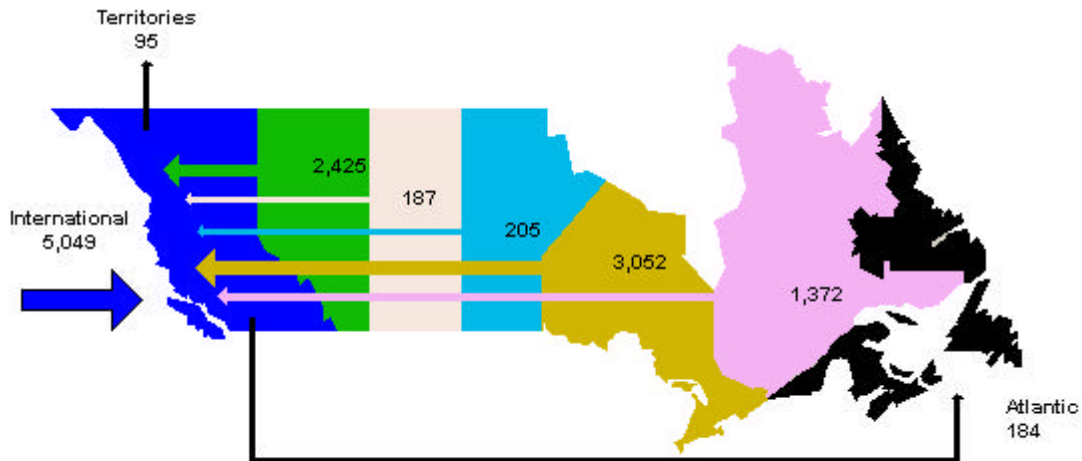 Territories
95
2,425
187
International
5,049
205
3,052
1,372
Atlantic
184